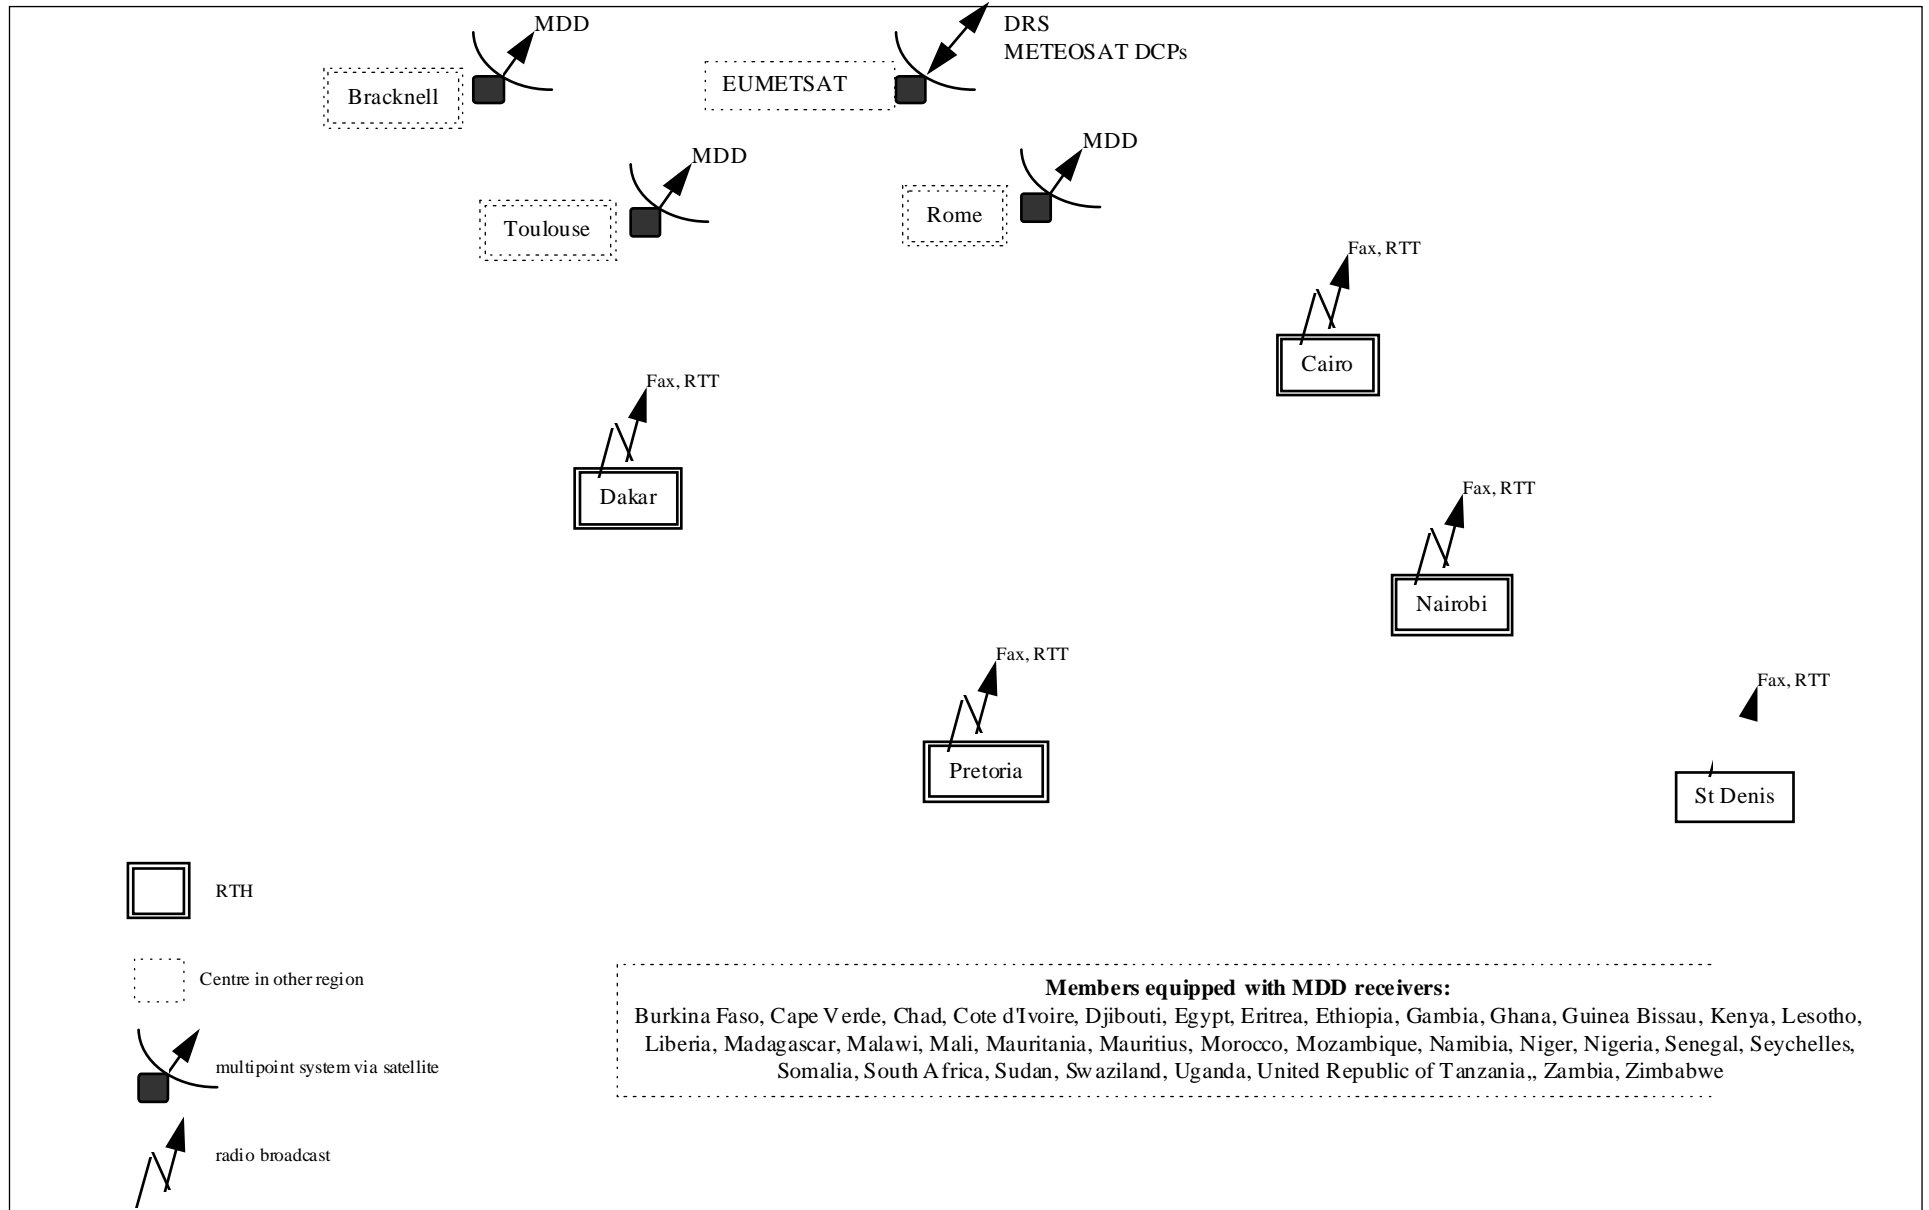 MDD
DRS
METEOSAT DCPs
Bracknell
EUMETSAT
MDD
MDD
Toulouse
Rome
Fax, RTT
Cairo
Fax, RTT
Dakar
Fax, RTT
Nairobi
Fax, RTT
Fax, RTT
Pretoria
St Denis
RTH
Centre in other region
Members equipped with MDD receivers:
Burkina Faso, Cape Verde, Chad, Cote d'Ivoire, Djibouti, Egypt, Eritrea, Ethiopia, Gambia, Ghana, Guinea Bissau, Kenya, Lesotho,
Liberia, Madagascar, Malawi, Mali, Mauritania, Mauritius, Morocco, Mozambique, Namibia, Niger, Nigeria, Senegal, Seychelles,
Somalia, South Africa, Sudan, Swaziland, Uganda, United Republic of Tanzania,, Zambia, Zimbabwe
multipoint system via satellite
radio broadcast